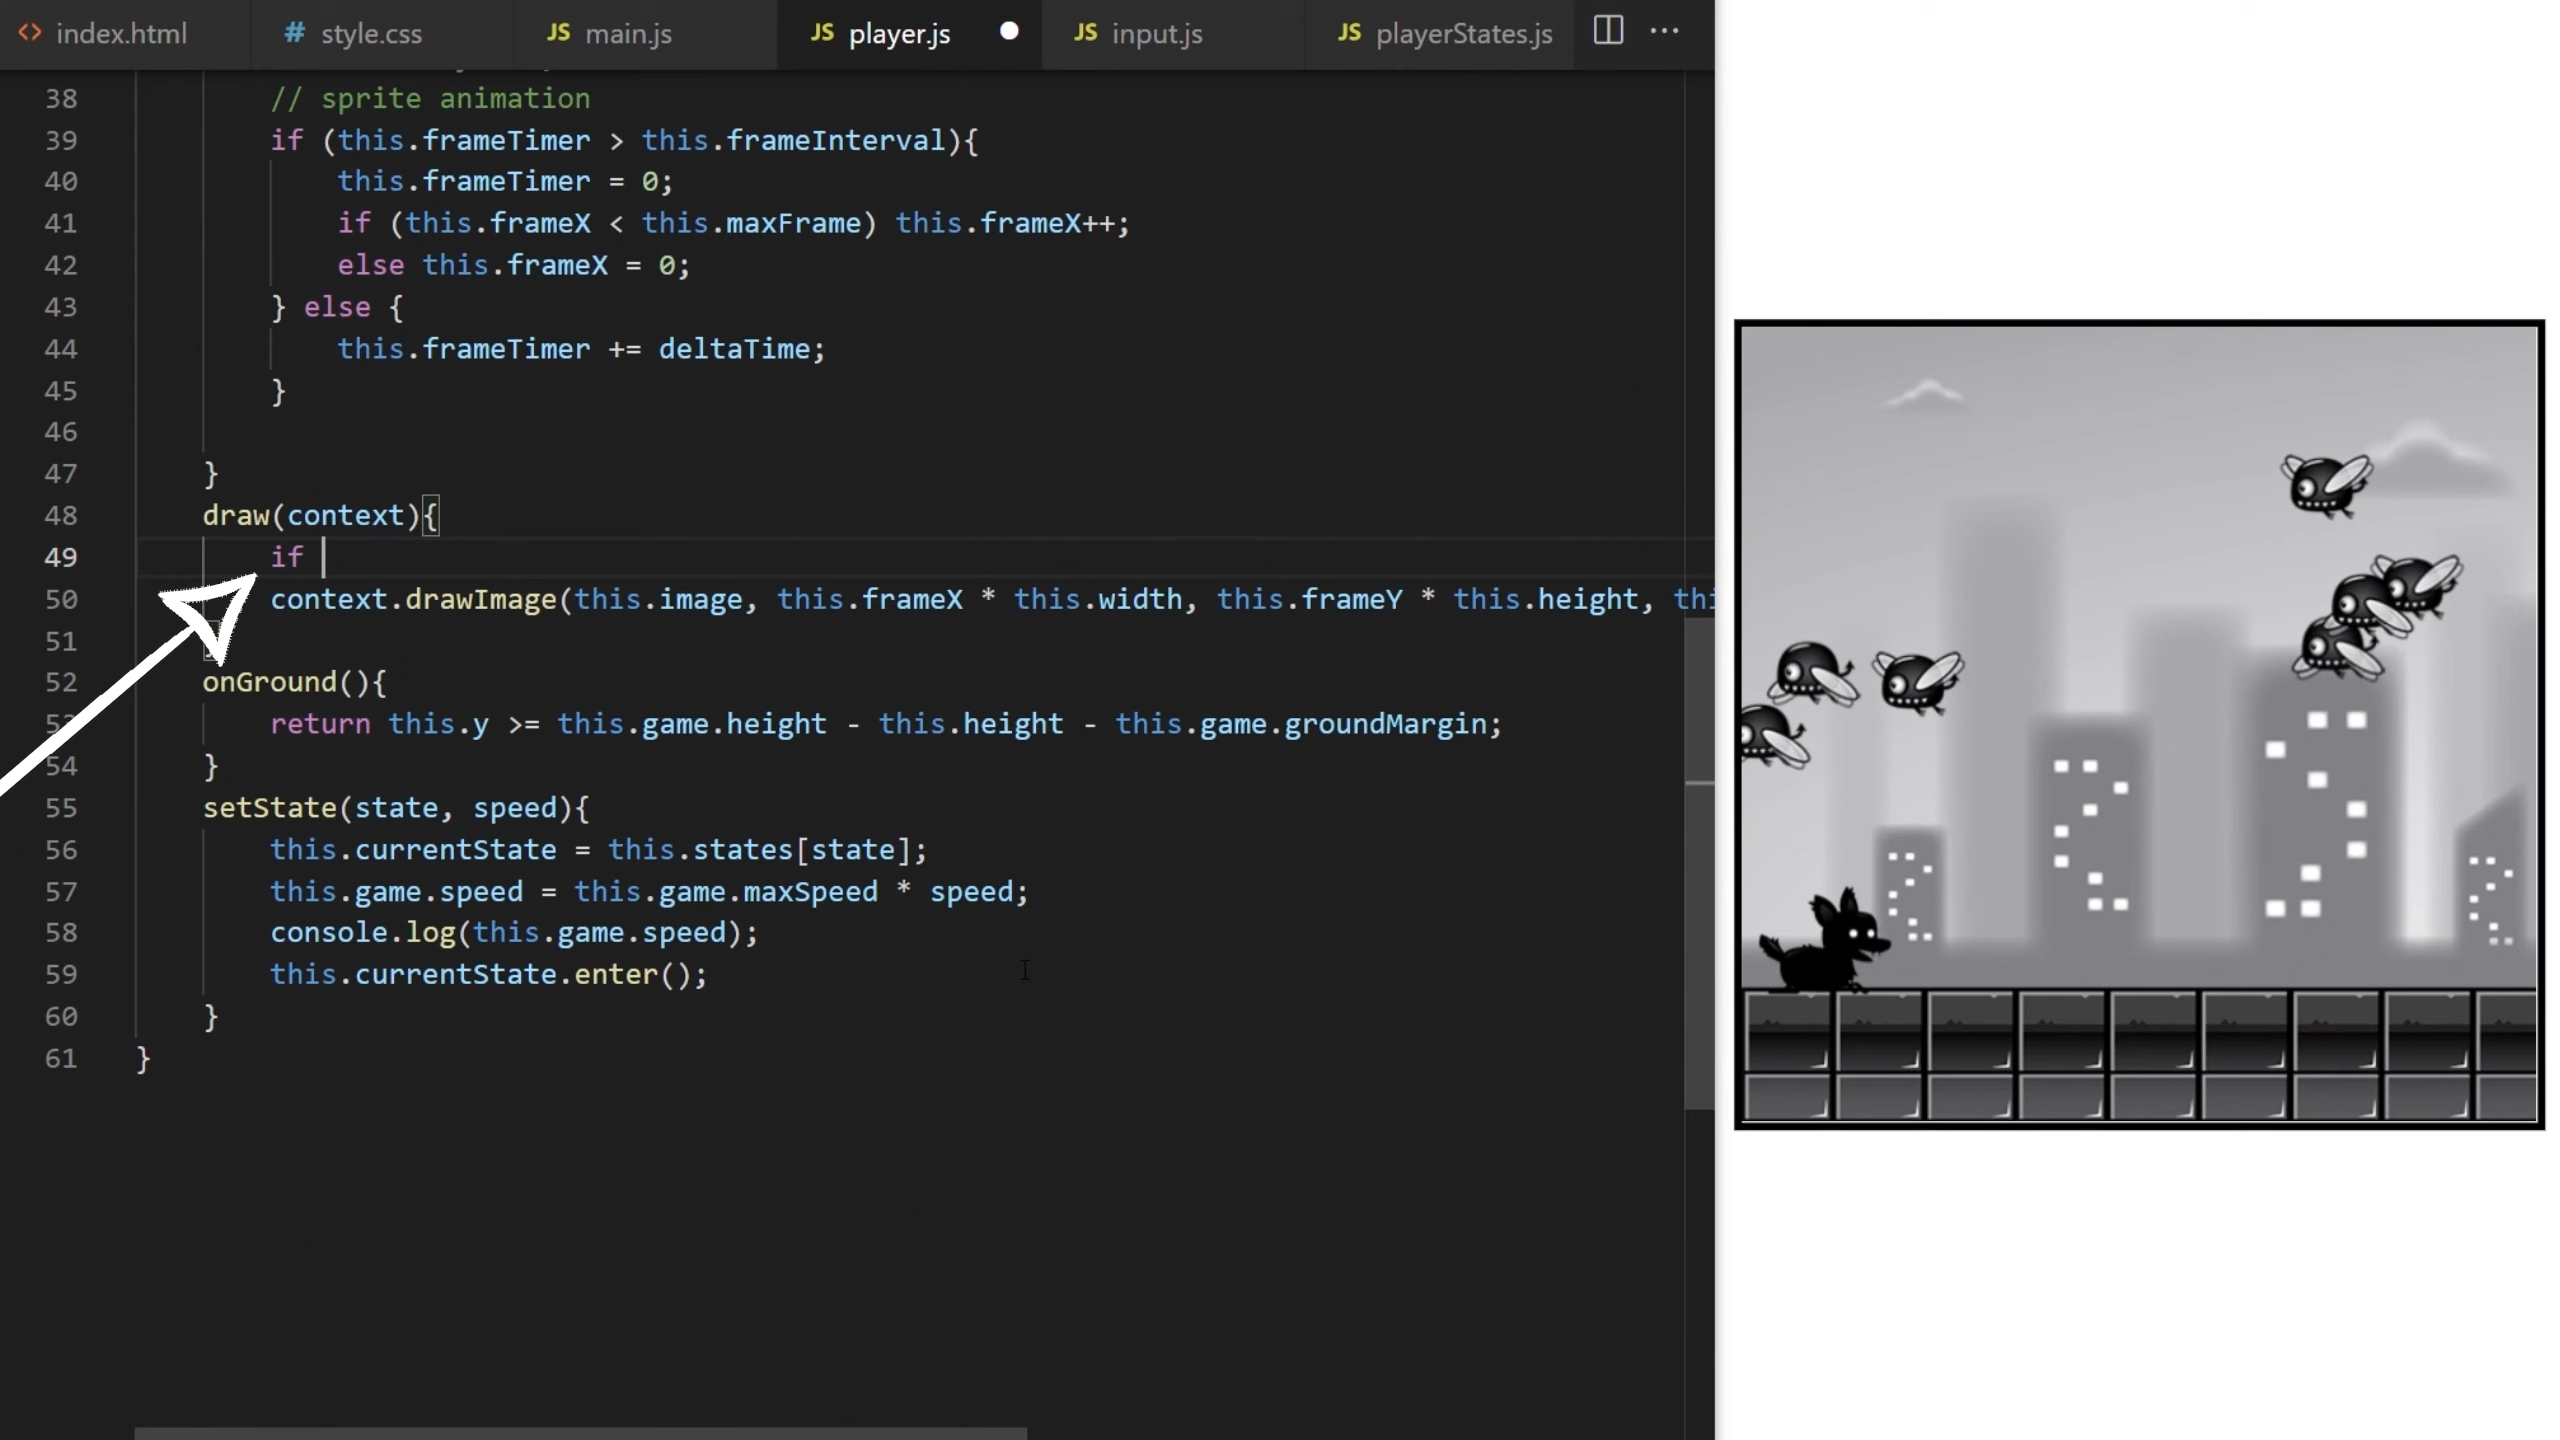 index.html style.css JS main.js JS player.js JS input.js JS playerStates.js
38 // sprite animation
39 if (this.frameTimer > this.frameInterval){
40 this.frameTimer = 0;
41 if (this.frameX < this.maxFrame) this.frameX++;
42 else this.frameX = 0;
43 } else {
44 this.frameTimer += deltaTime;
45 }
46
47 }
48 draw(context){
49 if
50 context.drawImage(this.image, this.frameX * this.width, this.frameY * this.height, thi
51
52 onGround(){
53 return this.y >= this.game.height - this.height - this.game.groundMargin;
54 }
55 setState(state, speed){
56 this.currentState = this.states[state];
57 this.game.speed = this.game.maxSpeed * speed;
58 console.log(this.game.speed);
59 this.currentState.enter();
60 }
61 }